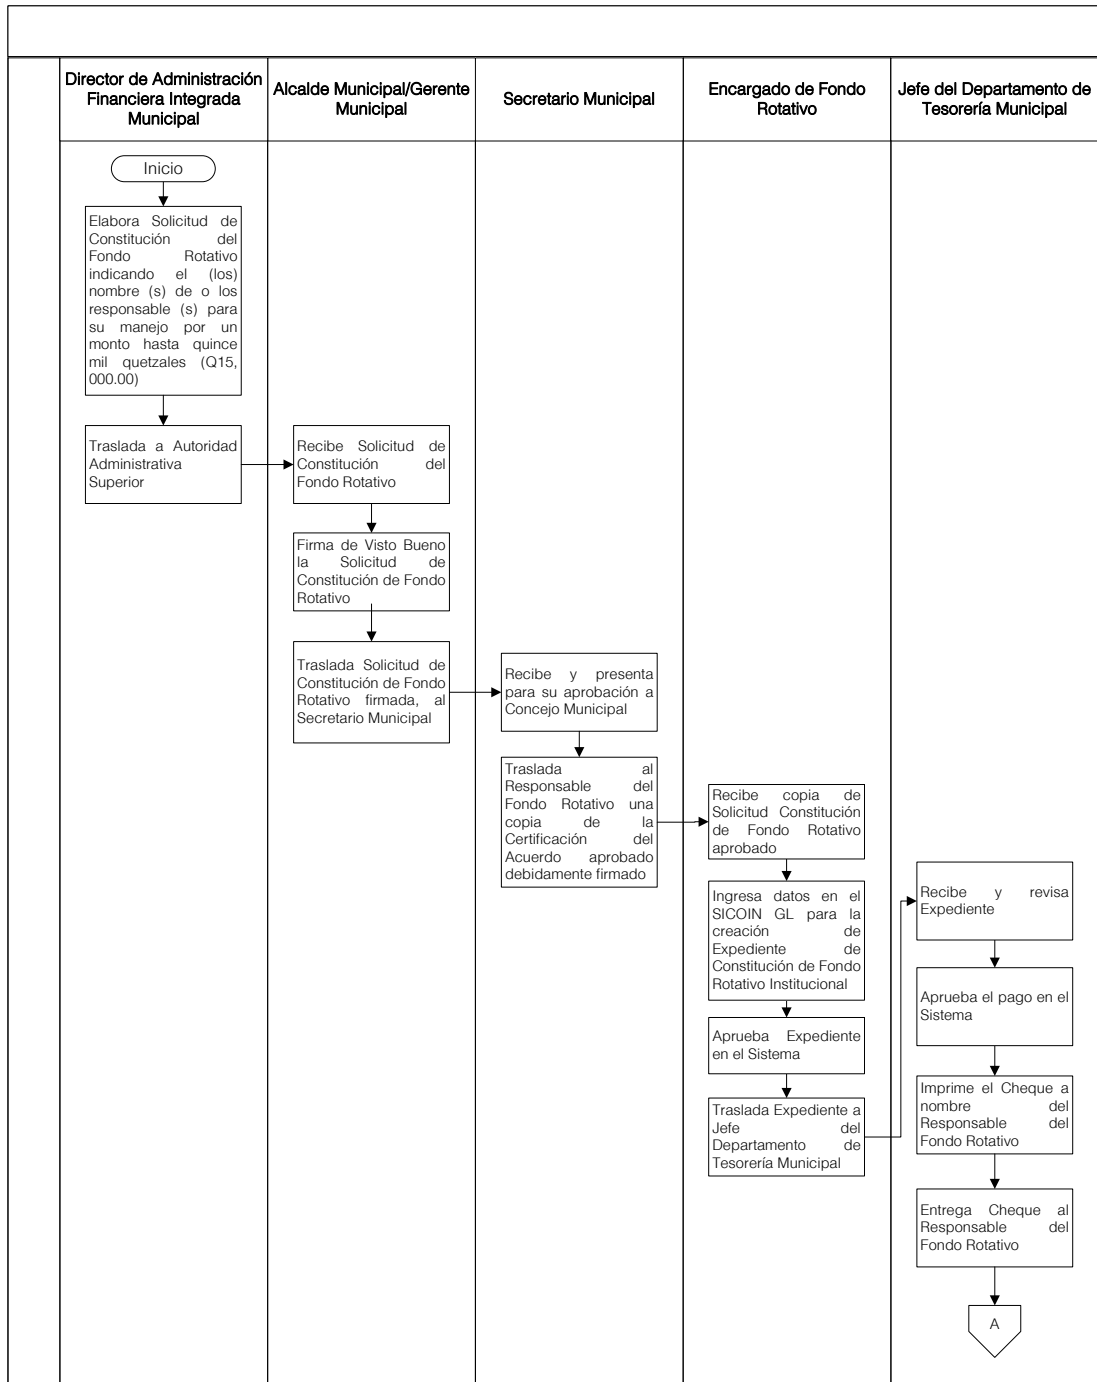 Director de Administración
Financiera Integrada
Municipal
Alcalde Municipal/Gerente
Municipal
Secretario Municipal
Encargado de Fondo
Rotativo
Jefe del Departamento de
Tesorería Municipal
Inicio
Elabora Solicitud de
Constitución del
Fondo Rotativo
indicando el (los)
nombre (s) de o los
responsable (s) para
su manejo por un
monto hasta quince
mil quetzales (Q15,
000.00)
Traslada a Autoridad
Administrativa
Superior
Recibe Solicitud de
Constitución del
Fondo Rotativo
Firma de Visto Bueno
la Solicitud de
Constitución de Fondo
Rotativo
Traslada Solicitud de
Constitución de Fondo
Rotativo firmada, al
Secretario Municipal
Recibe y presenta
para su aprobación a
Concejo Municipal
Traslada al
Responsable del
Fondo Rotativo una
copia de la
Certificación del
Acuerdo aprobado
debidamente firmado
Recibe copia de
Solicitud Constitución
de Fondo Rotativo
aprobado
Ingresa datos en el
SICOIN GL para la
creación de
Expediente de
Constitución de Fondo
Rotativo Institucional
Aprueba Expediente
en el Sistema
Traslada Expediente a
Jefe del
Departamento de
Tesorería Municipal
Recibe y revisa
Expediente
Aprueba el pago en el
Sistema
Imprime el Cheque a
nombre del
Responsable del
Fondo Rotativo
Entrega Cheque al
Responsable del
Fondo Rotativo
A